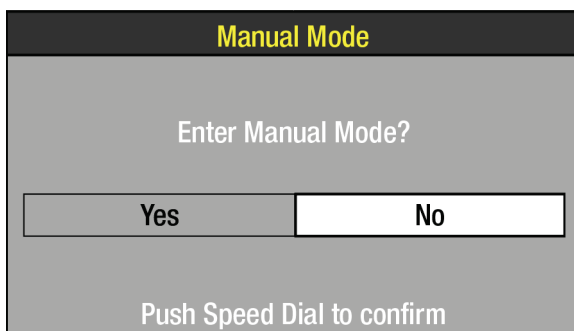 Manual Mode
Enter Manual Mode?
Yes No
Push Speed Dial to confirm